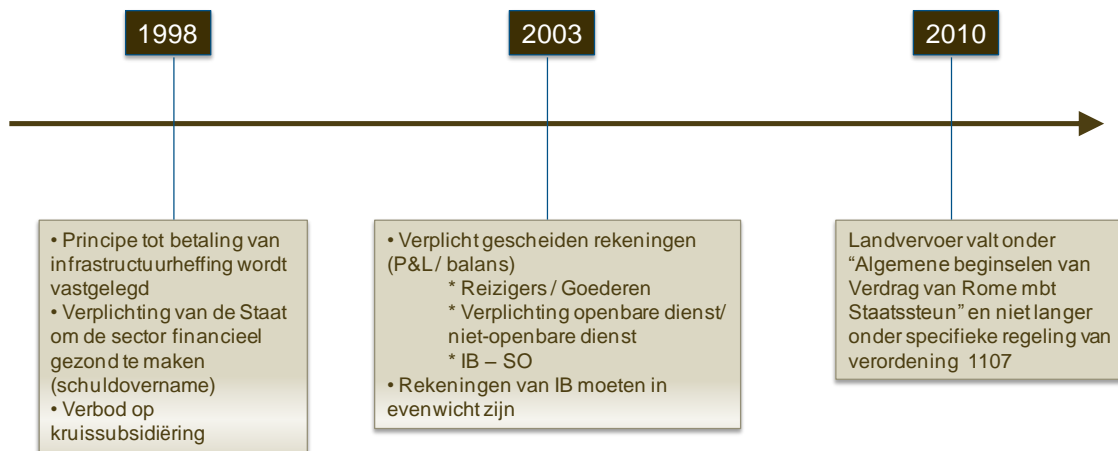 1998
2003
2010
• Principe tot betaling van
infrastructuurheffing wordt
vastgelegd
• Verplichting van de Staat
om de sector financieel
gezond te maken
(schuldovername)
• Verbod op
kruissubsidiëring
• Verplicht gescheiden rekeningen
(P&L / balans)
* Reizigers / Goederen
* Verplichting openbare dienst/
niet-openbare dienst
* IB – SO
• Rekeningen van IB moeten in
evenwicht zijn
Landvervoer valt onder
“Algemene beginselen van
Verdrag van Rome mbt
Staatssteun” en niet langer
onder specifieke regeling van
verordening 1107